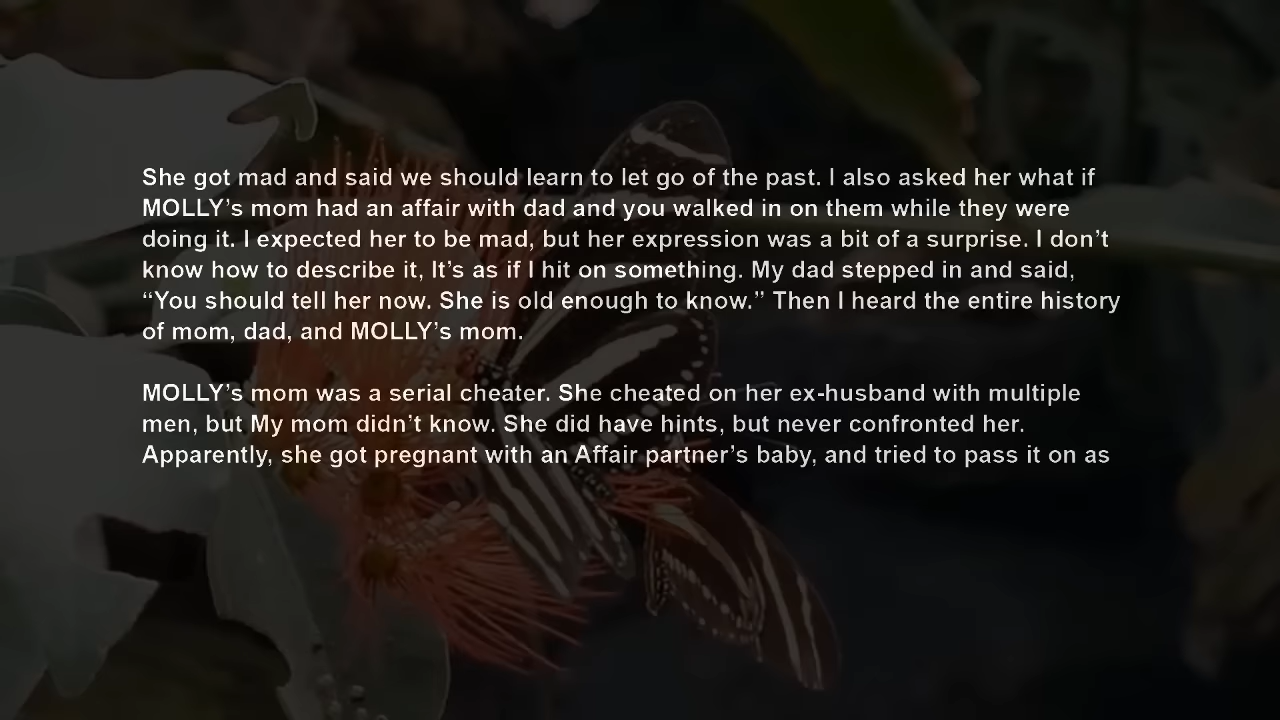 She got mad and said we should learn to let go of the past. I also asked her what if
MOLLY’s mom had an affair with dad and you walked in on them while they were
doing it. I expected her to be mad, but her expression was a bit of a surprise. I don’t
know how to describe it, It’s as if I hit on something. My dad stepped in and said,
“You should tell her now. She is old enough to know.” Then I heard the entire history
of mom, dad, and MOLLY’s mom.
MOLLY’s mom was a serial cheater. She cheated on her ex-husband with multiple
men, but My mom didn’t know. She did have hints, but never confronted her.
Apparently, she got pregnant with an Affair partner’s baby, and tried to pass it on as